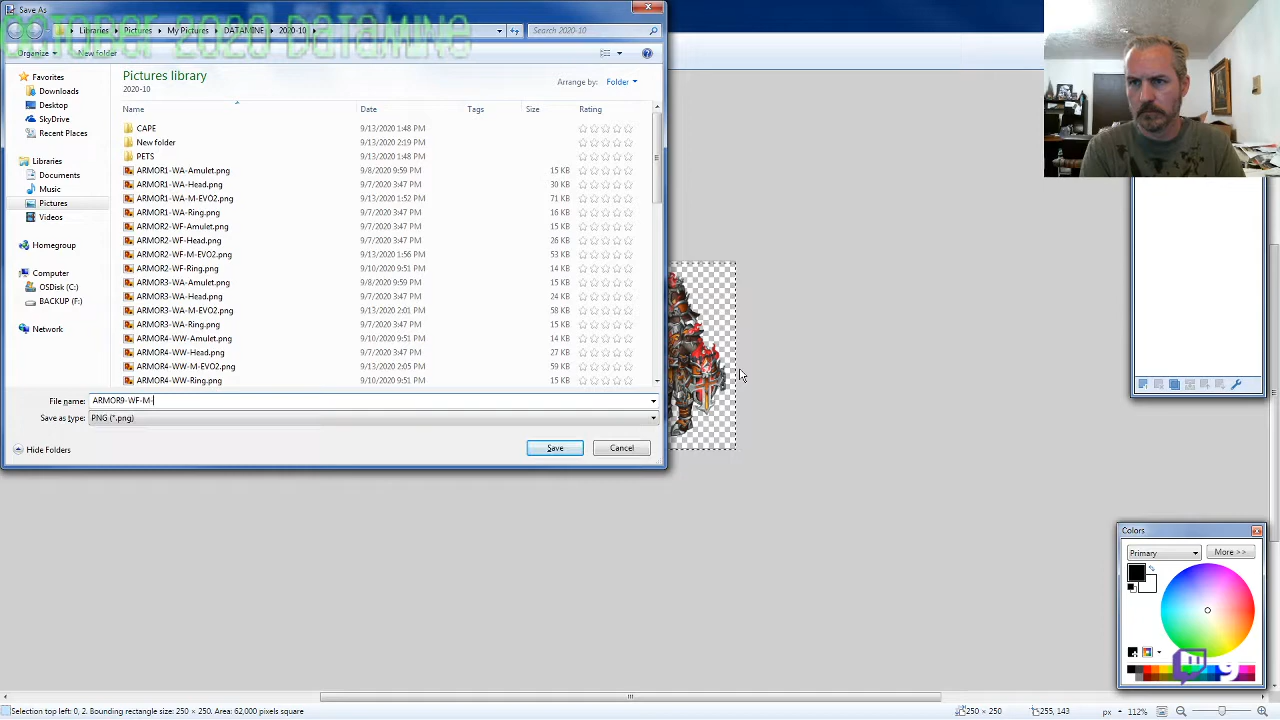 Save As
OCTOBER 2020 DATAMINE
Libraries
Pictures
My Pictures
DATAMINE
2020-10
Search 2020-10
Organize
New folder
Favorites
Downloads
Desktop
SkyDrive
Recent Places
Libraries
Documents
Music
Pictures
Videos
Homegroup
Computer
OSDisk (C:)
BACKUP (F:)
Network
Pictures library
2020-10
Arrange by: Folder
Name Date Tags Size Rating
CAPE 9/13/2020 1:48 PM
New folder 9/13/2020 2:19 PM
PETS 9/13/2020 1:48 PM
ARMOR1-WA-Amulet.png 9/8/2020 9:59 PM 15 KB
ARMOR1-WA-Head.png 9/7/2020 3:47 PM 30 KB
ARMOR1-WA-M-EVO2.png 9/13/2020 1:52 PM 71 KB
ARMOR1-WA-Ring.png 9/7/2020 3:47 PM 16 KB
ARMOR2-WF-Amulet.png 9/7/2020 3:47 PM 15 KB
ARMOR2-WF-Head.png 9/7/2020 3:47 PM 26 KB
ARMOR2-WF-M-EVO2.png 9/13/2020 1:56 PM 53 KB
ARMOR2-WF-Ring.png 9/10/2020 9:51 PM 14 KB
ARMOR3-WA-Amulet.png 9/8/2020 9:59 PM 15 KB
ARMOR3-WA-Head.png 9/7/2020 3:47 PM 24 KB
ARMOR3-WA-M-EVO2.png 9/13/2020 2:01 PM 58 KB
ARMOR3-WA-Ring.png 9/7/2020 3:47 PM 15 KB
ARMOR4-WW-Amulet.png 9/10/2020 9:51 PM 14 KB
ARMOR4-WW-Head.png 9/7/2020 3:47 PM 27 KB
ARMOR4-WW-M-EVO2.png 9/13/2020 2:05 PM 59 KB
ARMOR4-WW-Ring.png 9/10/2020 9:51 PM 15 KB
File name: ARMOR9-WF-M-
Save as type: PNG (*.png)
Hide Folders
Save
Cancel
Colors
Primary
More >>
Selection top left: 0, 2. Bounding rectangle size: 250 × 250, Area: 62,000 pixels square
250 × 250
255, 143
px
112%